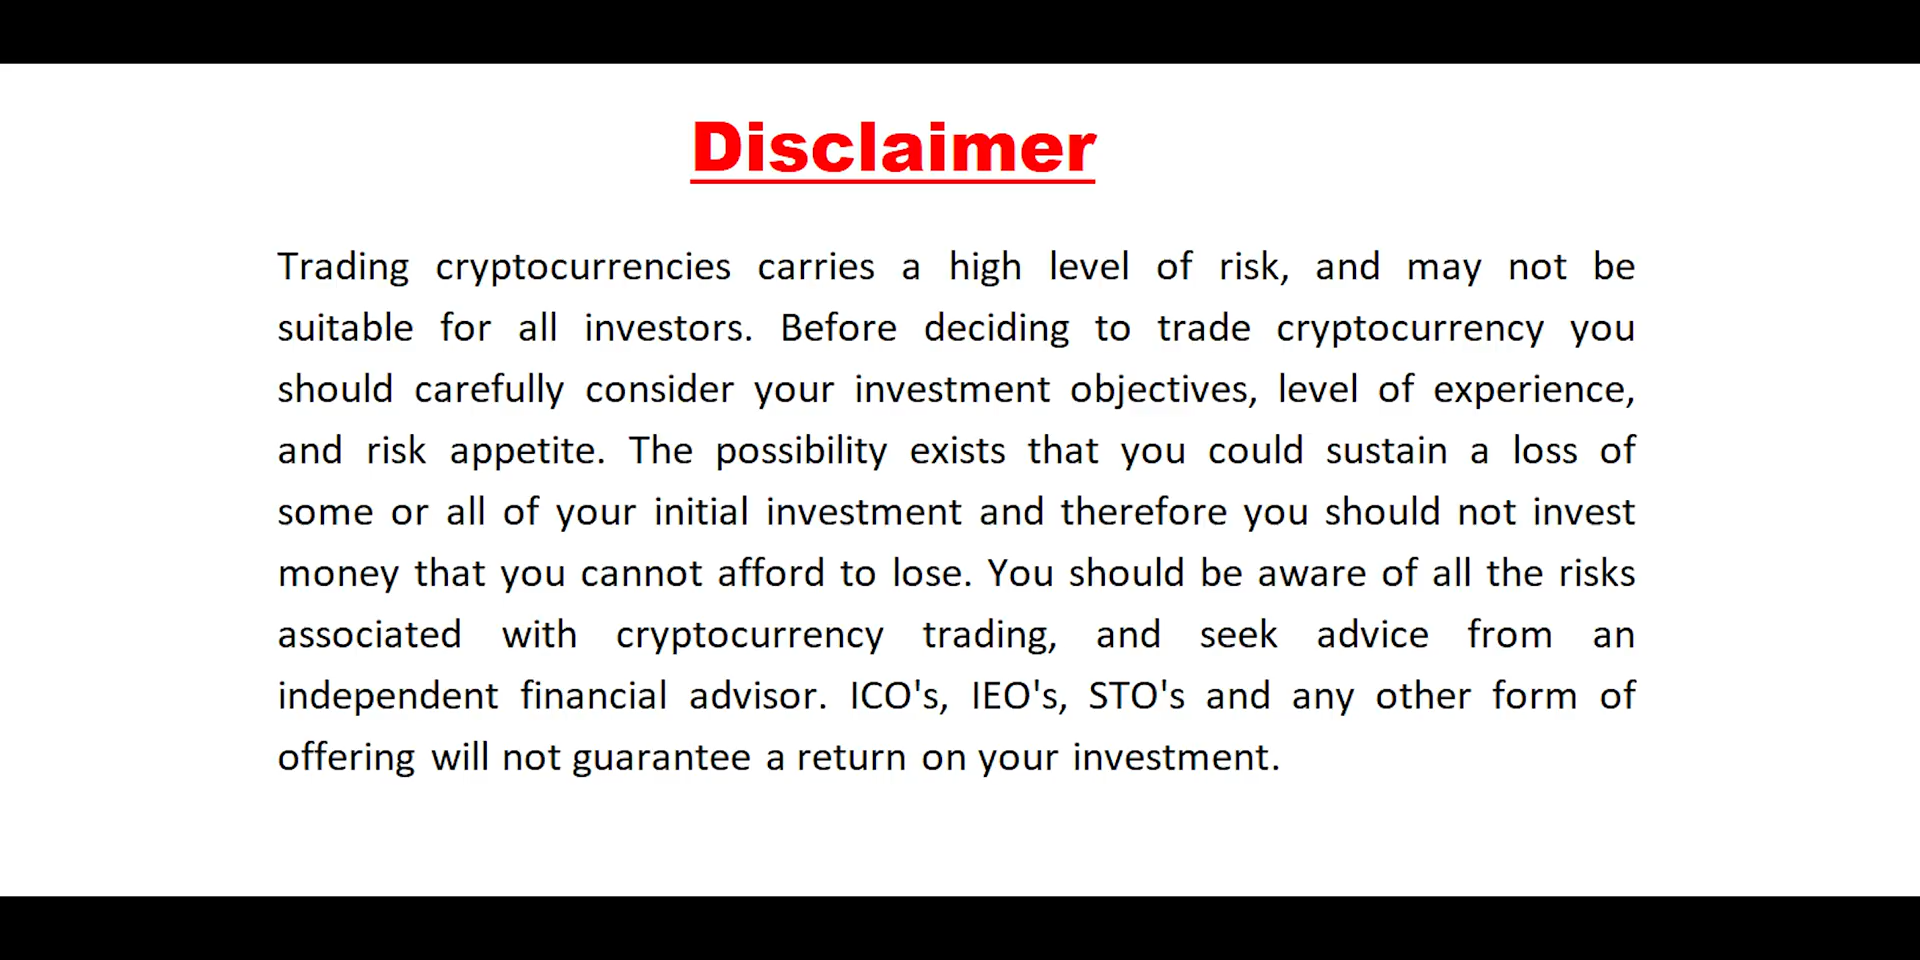 Disclaimer
Trading cryptocurrencies carries a high level of risk, and may not be
suitable for all investors. Before deciding to trade cryptocurrency you
should carefully consider your investment objectives, level of experience,
and risk appetite. The possibility exists that you could sustain a loss of
some or all of your initial investment and therefore you should not invest
money that you cannot afford to lose. You should be aware of all the risks
associated with cryptocurrency trading, and seek advice from an
independent financial advisor. ICO's, IEO's, STO's and any other form of
offering will not guarantee a return on your investment.